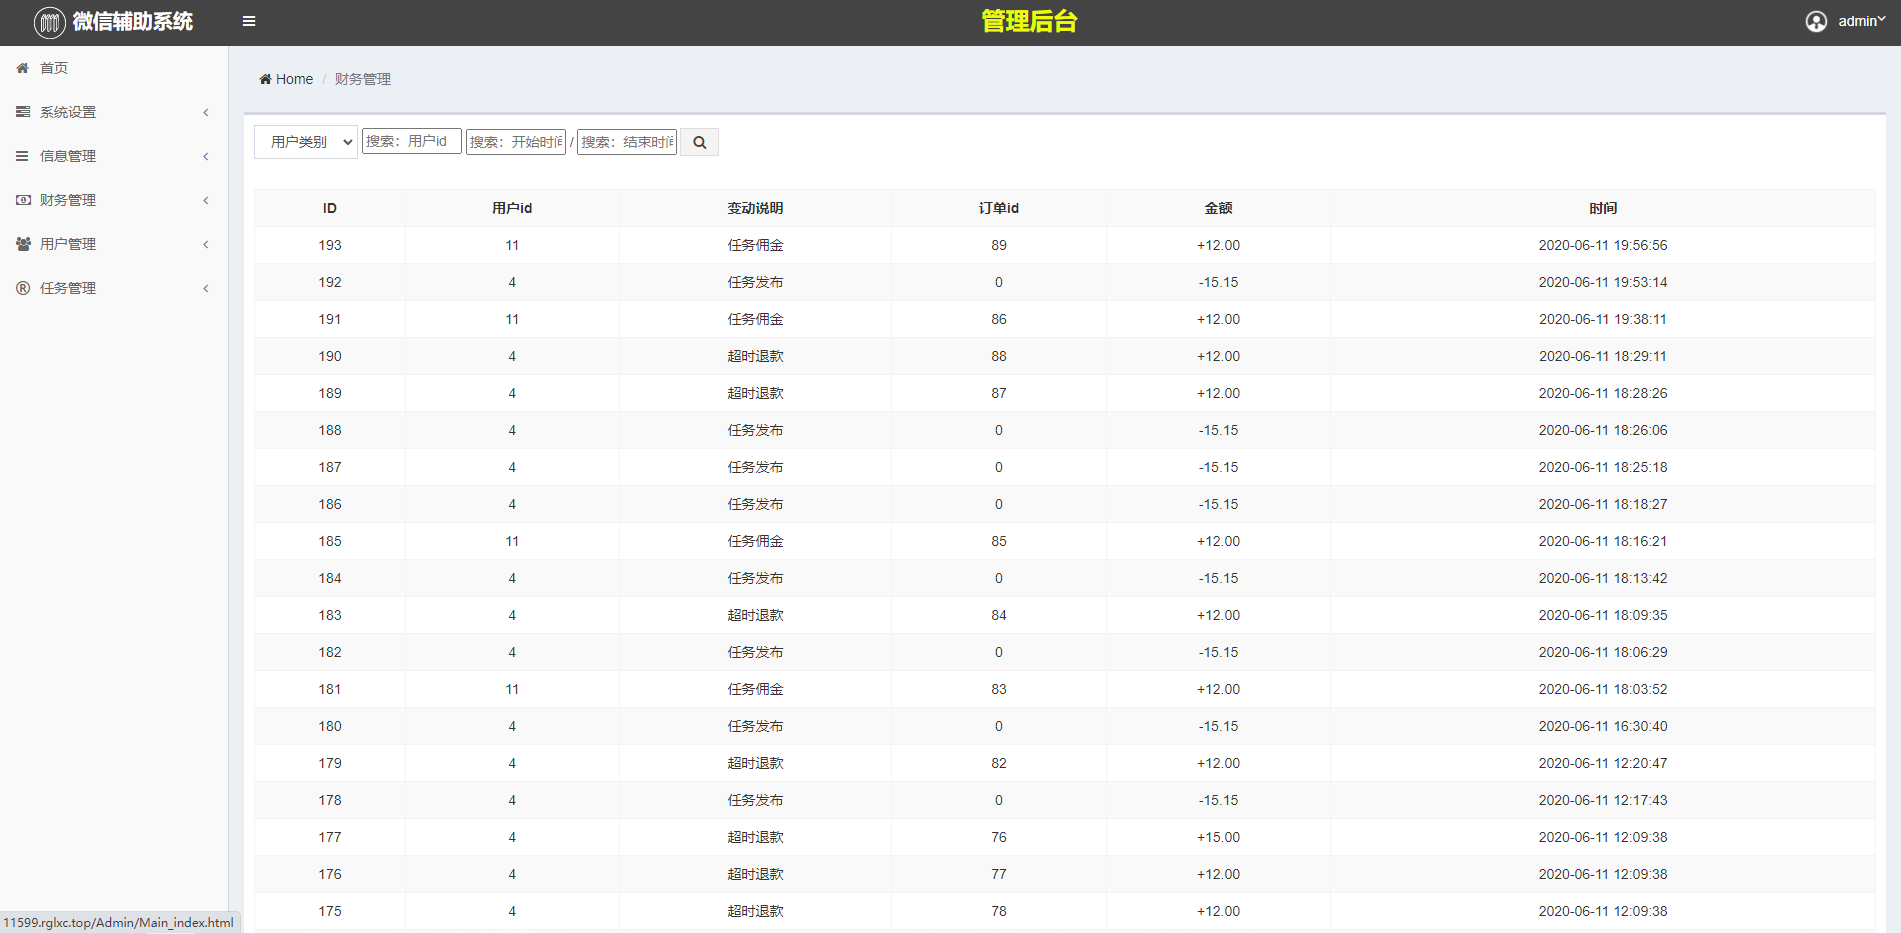 微信辅助系统
管理后台
admin
首页
系统设置
信息管理
财务管理
用户管理
任务管理
Home / 财务管理
用户类别 搜索：用户id 搜索：开始时间 / 搜索：结束时间
ID 用户id 变动说明 订单id 金额 时间
193 11 任务佣金 89 +12.00 2020-06-11 19:56:56
192 4 任务发布 0 -15.15 2020-06-11 19:53:14
191 11 任务佣金 86 +12.00 2020-06-11 19:38:11
190 4 超时退款 88 +12.00 2020-06-11 18:29:11
189 4 超时退款 87 +12.00 2020-06-11 18:28:26
188 4 任务发布 0 -15.15 2020-06-11 18:26:06
187 4 任务发布 0 -15.15 2020-06-11 18:25:18
186 4 任务发布 0 -15.15 2020-06-11 18:18:27
185 11 任务佣金 85 +12.00 2020-06-11 18:16:21
184 4 任务发布 0 -15.15 2020-06-11 18:13:42
183 4 超时退款 84 +12.00 2020-06-11 18:09:35
182 4 任务发布 0 -15.15 2020-06-11 18:06:29
181 11 任务佣金 83 +12.00 2020-06-11 18:03:52
180 4 任务发布 0 -15.15 2020-06-11 16:30:40
179 4 超时退款 82 +12.00 2020-06-11 12:20:47
178 4 任务发布 0 -15.15 2020-06-11 12:17:43
177 4 超时退款 76 +15.00 2020-06-11 12:09:38
176 4 超时退款 77 +12.00 2020-06-11 12:09:38
175 4 超时退款 78 +12.00 2020-06-11 12:09:38
11599.rglxc.top/Admin/Main_index.html